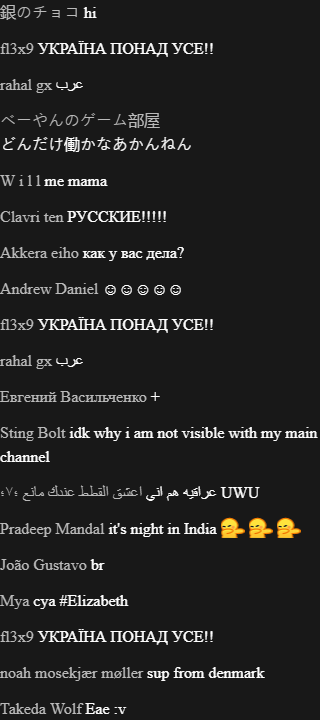 銀のチョコ hi
fl3x9 УКРАЇНА ПОНАД УСЕ!!
rahal gx عرب
べーやんのゲーム部屋
どんだけ働かなあかんねん
W i l l me mama
Clavri ten РУССКИЕ!!!!!
Akkera eiho как у вас дела?
Andrew Daniel ☺☺☺☺☺
fl3x9 УКРАЇНА ПОНАД УСЕ!!
rahal gx عرب
Евгений Васильченко +
Sting Bolt idk why i am not visible with my main
channel
اعشق القطط عندك مانع ؛٧؛ عراقيه هم اني UWU
Pradeep Mandal it's night in India 🫡🫡🫡
João Gustavo br
Mya cya #Elizabeth
fl3x9 УКРАЇНА ПОНАД УСЕ!!
noah mosekjær møller sup from denmark
Takeda Wolf Eae :v